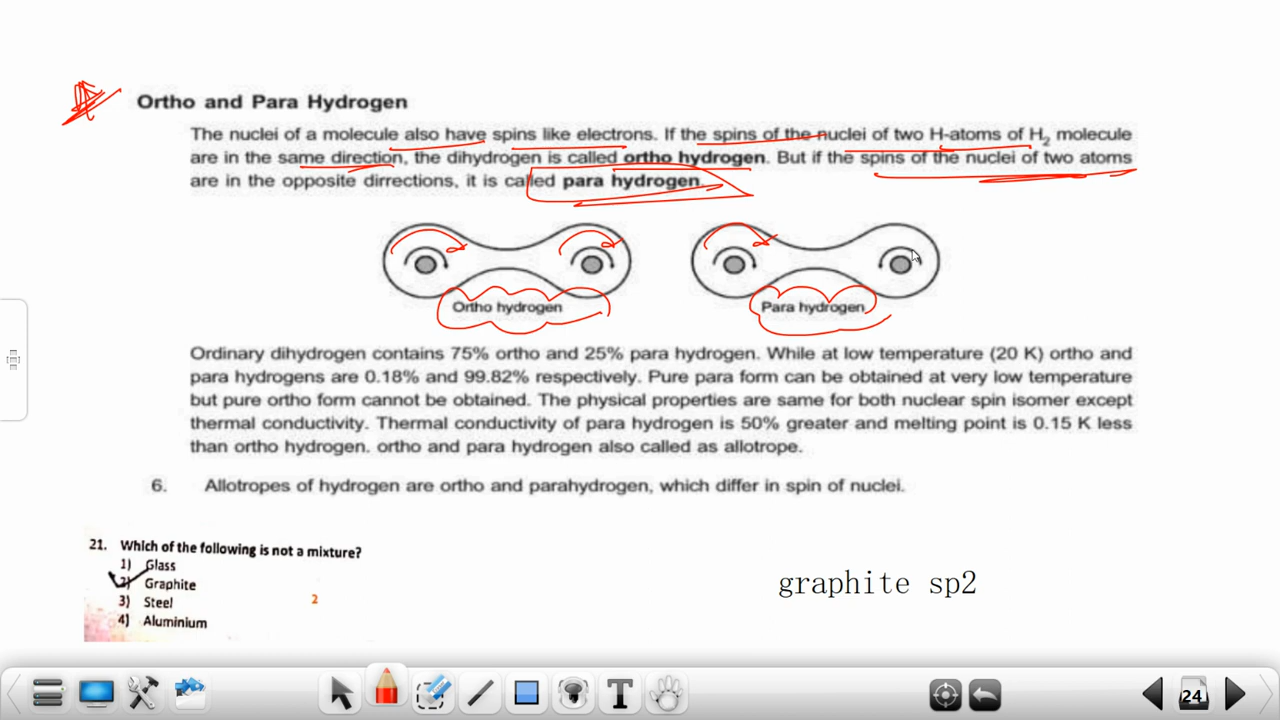 Ortho and Para Hydrogen
The nuclei of a molecule also have spins like electrons. If the spins of the nuclei of two H-atoms of H2 molecule
are in the same direction, the dihydrogen is called ortho hydrogen. But if the spins of the nuclei of two atoms
are in the opposite dirrections, it is called para hydrogen.
Ortho hydrogen
Para hydrogen
Ordinary dihydrogen contains 75% ortho and 25% para hydrogen. While at low temperature (20 K) ortho and
para hydrogens are 0.18% and 99.82% respectively. Pure para form can be obtained at very low temperature
but pure ortho form cannot be obtained. The physical properties are same for both nuclear spin isomer except
thermal conductivity. Thermal conductivity of para hydrogen is 50% greater and melting point is 0.15 K less
than ortho hydrogen. ortho and para hydrogen also called as allotrope.
6. Allotropes of hydrogen are ortho and parahydrogen, which differ in spin of nuclei.
21. Which of the following is not a mixture?
1) Glass
2) Graphite
3) Steel
2
4) Aluminium
graphite sp2
24